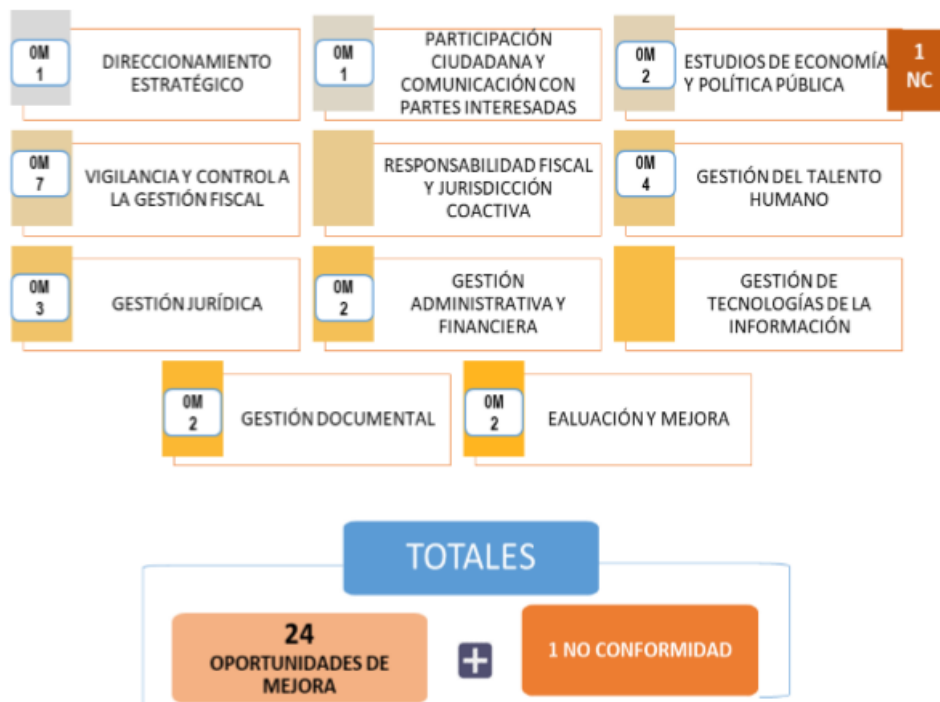 OM
1
DIRECCIONAMIENTO
ESTRATÉGICO
OM
1
PARTICIPACIÓN
CIUDADANA Y
COMUNICACIÓN CON
PARTES INTERESADAS
OM
2
ESTUDIOS DE ECONOMÍA
Y POLÍTICA PÚBLICA
1
NC
OM
7
VIGILANCIA Y CONTROL A
LA GESTIÓN FISCAL
RESPONSABILIDAD FISCAL
Y JURISDICCIÓN
COACTIVA
OM
4
GESTIÓN DEL TALENTO
HUMANO
OM
3
GESTIÓN JURÍDICA
OM
2
GESTIÓN
ADMINISTRATIVA Y
FINANCIERA
GESTIÓN DE
TECNOLOGÍAS DE LA
INFORMACIÓN
OM
2
GESTIÓN DOCUMENTAL
OM
2
EALUACIÓN Y MEJORA
TOTALES
24
OPORTUNIDADES DE
MEJORA
+
1 NO CONFORMIDAD